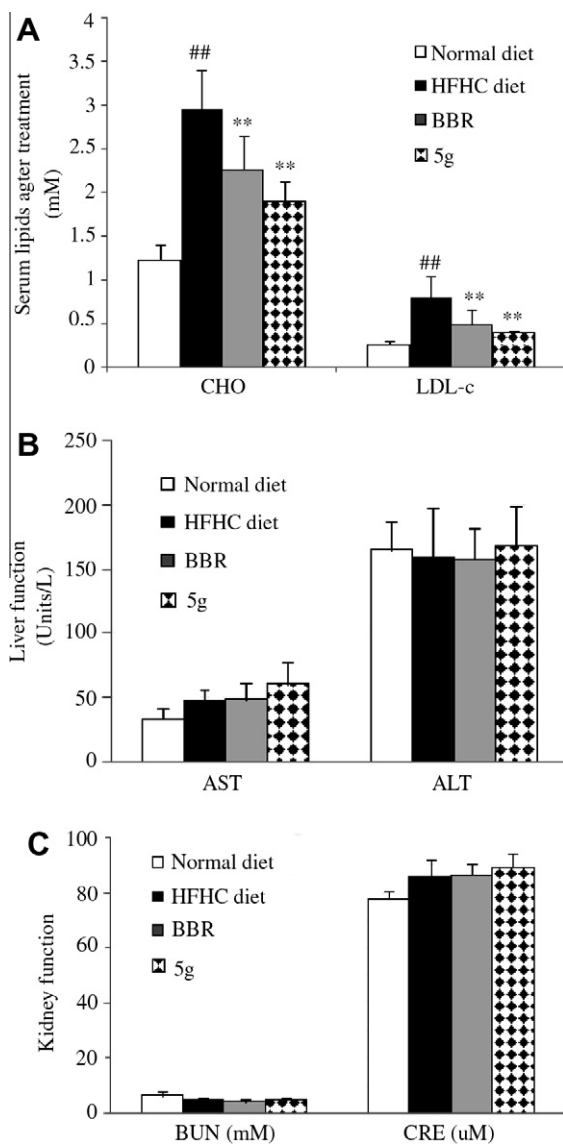 A
Serum lipids agter treatment
(mM)
4
3.5
3
2.5
2
1.5
1
0.5
0
##
**
**
##
**
**
Normal diet
HFHC diet
BBR
5g
CHO
LDL-c
B
Liver function
(Units/L)
250
200
150
100
50
0
Normal diet
HFHC diet
BBR
5g
AST
ALT
C
Kidney function
100
80
60
40
20
0
Normal diet
HFHC diet
BBR
5g
BUN (mM)
CRE (uM)